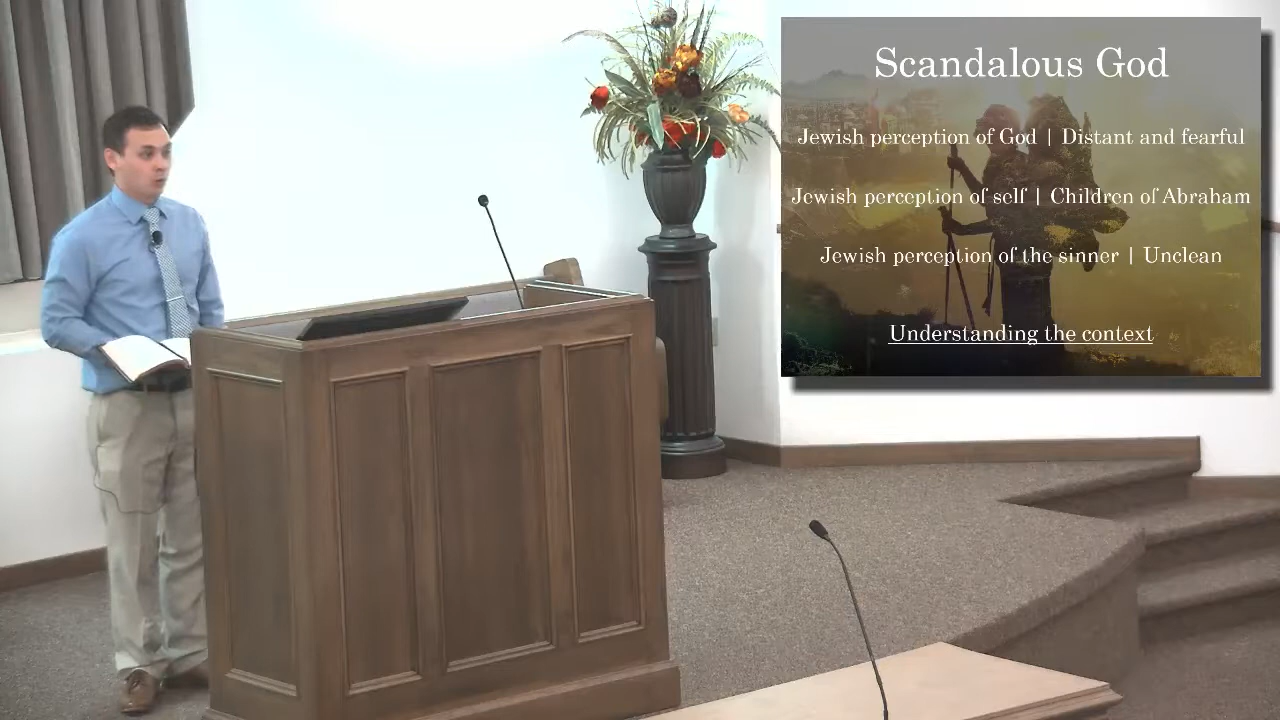 Scandalous God
Jewish perception of God | Distant and fearful
Jewish perception of self | Children of Abraham
Jewish perception of the sinner | Unclean
Understanding the context